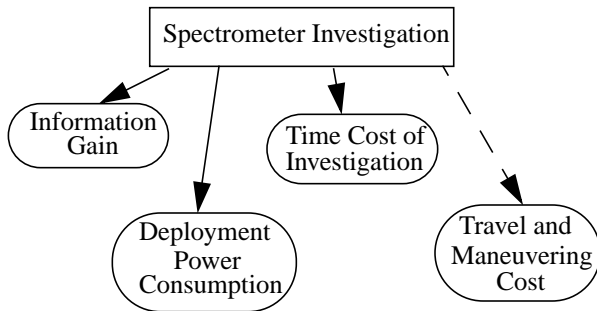 Spectrometer Investigation
Information
Gain
Time Cost of
Investigation
Deployment
Power
Consumption
Travel and
Maneuvering
Cost